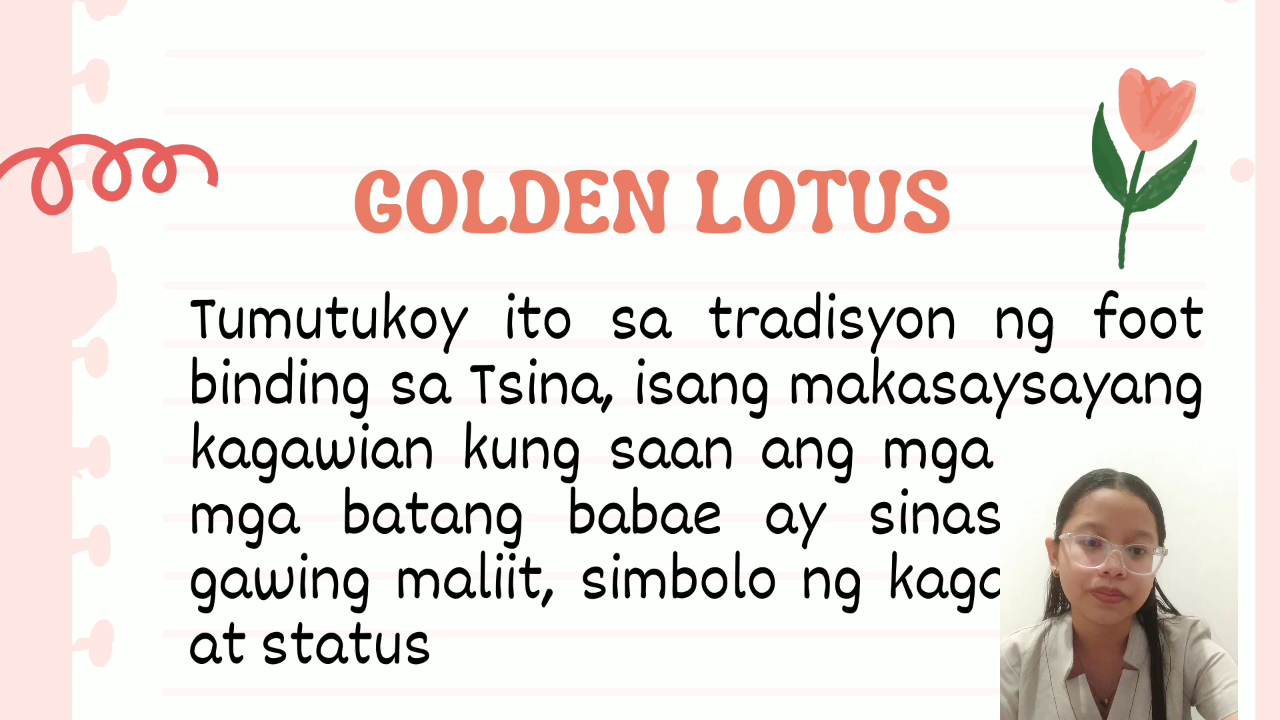 GOLDEN LOTUS
Tumutukoy ito sa tradisyon ng foot
binding sa Tsina, isang makasaysayang
kagawian kung saan ang mga
mga batang babae ay
gawing maliit, simbolo ng
at status